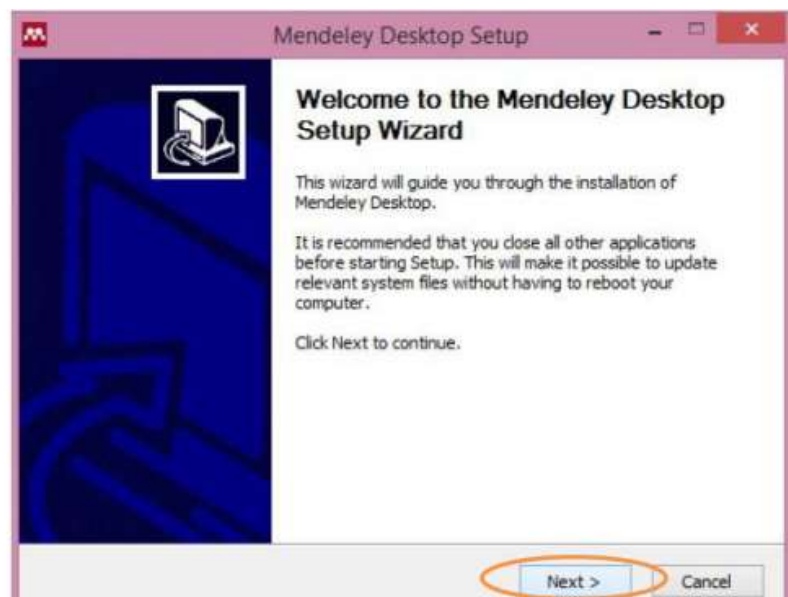 Mendeley Desktop Setup
Welcome to the Mendeley Desktop
Setup Wizard
This wizard will guide you through the installation of
Mendeley Desktop.
It is recommended that you close all other applications
before starting Setup. This will make it possible to update
relevant system files without having to reboot your
computer.
Click Next to continue.
Next >
Cancel